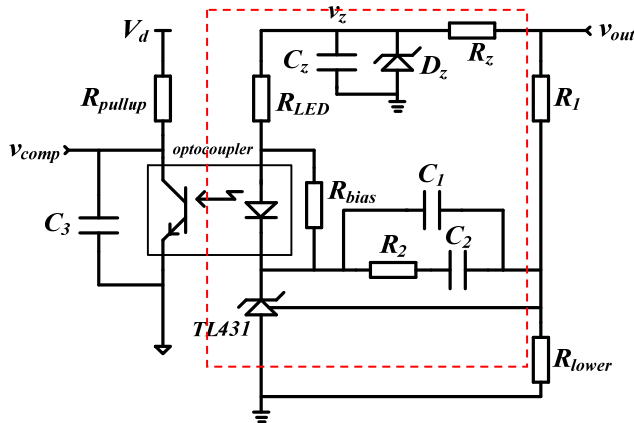 v_z
V_d
v_out
C_z
D_z
R_z
R_pullup
R_LED
R_1
v_comp
optocoupler
R_bias
C_1
C_3
R_2
C_2
TL431
R_lower